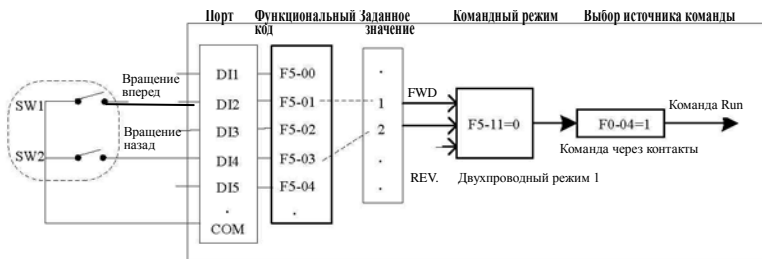 Порт Функциональный код Заданное значение Командный режим Выбор источника команды
SW1
SW2
Вращение вперед
Вращение назад
DI1
DI2
DI3
DI4
DI5
.
COM
F5-00
F5-01
F5-02
F5-03
F5-04
.
.
1
2
.
.
FWD
REV.
F5-11=0
Двухпроводный режим 1
F0-04=1
Команда через контакты
Команда Run